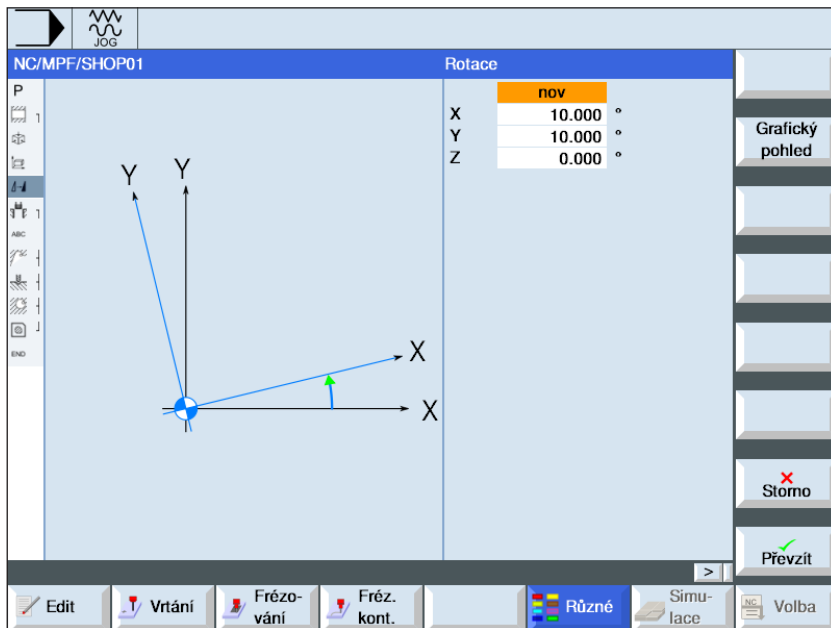 JOG
NC/MPF/SHOP01
Rotace
P
nov
X 10.000 °
Y 10.000 °
Z 0.000 °
Grafický
pohled
Y
Y
ABC
END
X
X
Storno
Převzít
>
Edit
Vrtání
Frézo-
vání
Fréz.
kont.
Různé
Simu-
lace
NC
Volba